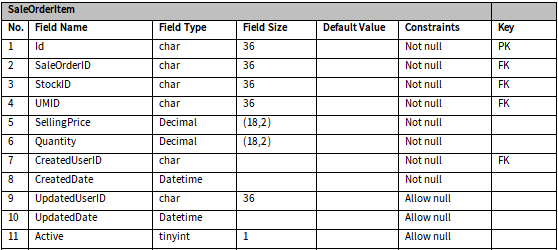 SaleOrderItem
No. Field Name Field Type Field Size Default Value Constraints Key
1 Id char 36 Not null PK
2 SaleOrderID char 36 Not null FK
3 StockID char 36 Not null FK
4 UMID char 36 Not null FK
5 SellingPrice Decimal (18,2) Not null
6 Quantity Decimal (18,2) Not null
7 CreatedUserID char Not null FK
8 CreatedDate Datetime Not null
9 UpdatedUserID char 36 Allow null
10 UpdatedDate Datetime Allow null
11 Active tinyint 1 Allow null